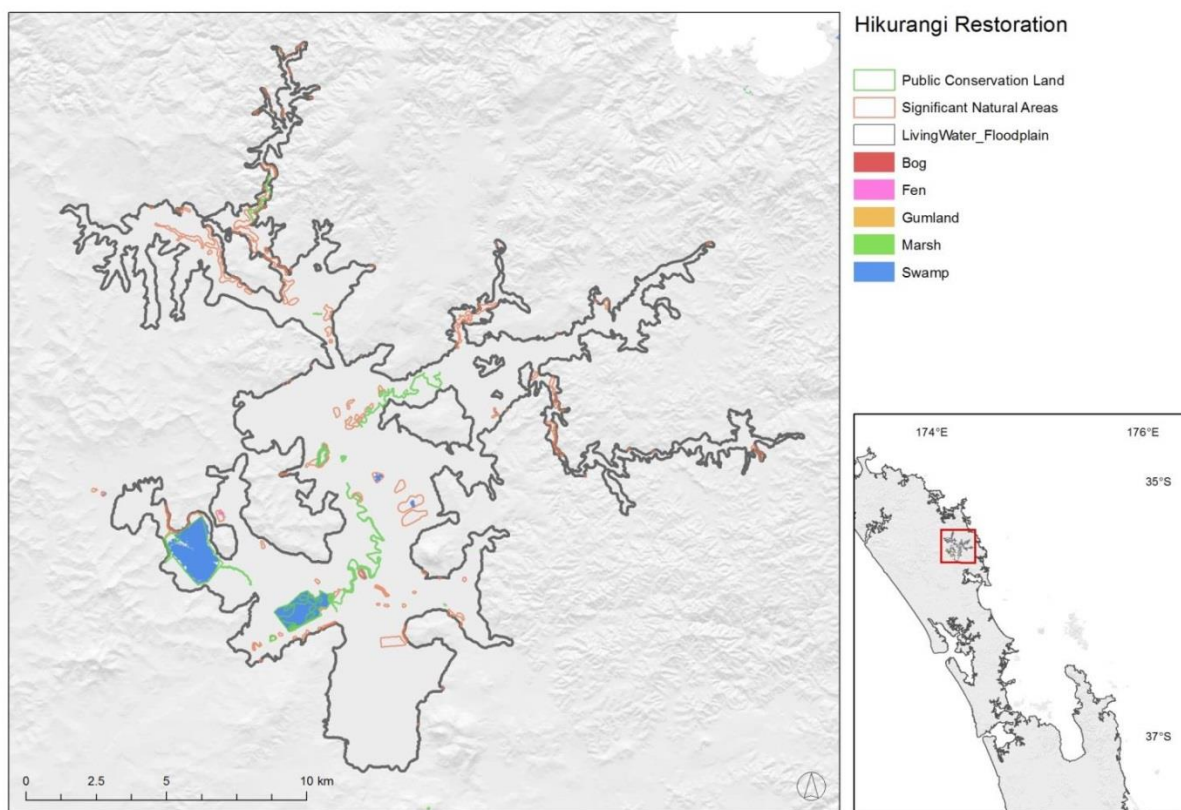 Hikurangi Restoration
Public Conservation Land
Significant Natural Areas
LivingWater_Floodplain
Bog
Fen
Gumland
Marsh
Swamp
174°E 176°E
35°S
37°S
0 2.5 5 10 km